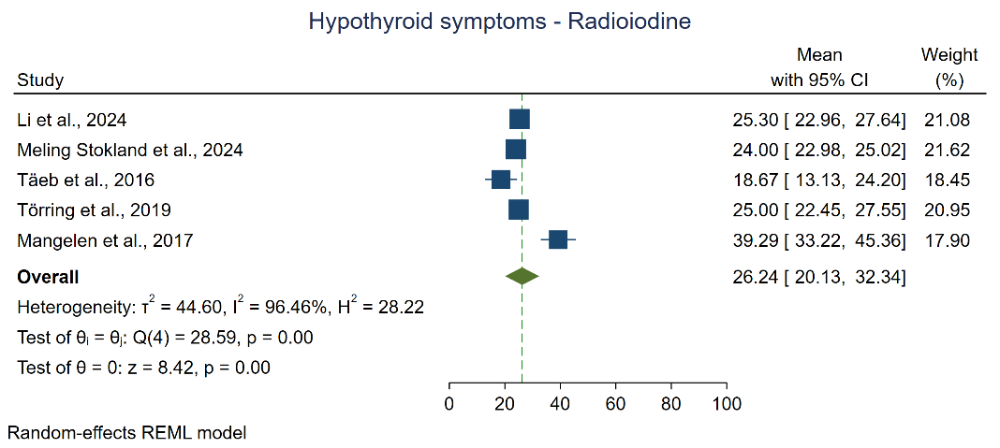 Hypothyroid symptoms - Radioiodine
Mean Weight
Study with 95% CI (%)
Li et al., 2024 25.30 [ 22.96, 27.64] 21.08
Meling Stokland et al., 2024 24.00 [ 22.98, 25.02] 21.62
Täeb et al., 2016 18.67 [ 13.13, 24.20] 18.45
Törring et al., 2019 25.00 [ 22.45, 27.55] 20.95
Mangelen et al., 2017 39.29 [ 33.22, 45.36] 17.90
Overall 26.24 [ 20.13, 32.34]
Heterogeneity: τ² = 44.60, I² = 96.46%, H² = 28.22
Test of θᵢ = θⱼ: Q(4) = 28.59, p = 0.00
Test of θ = 0: z = 8.42, p = 0.00
0 20 40 60 80 100
Random-effects REML model